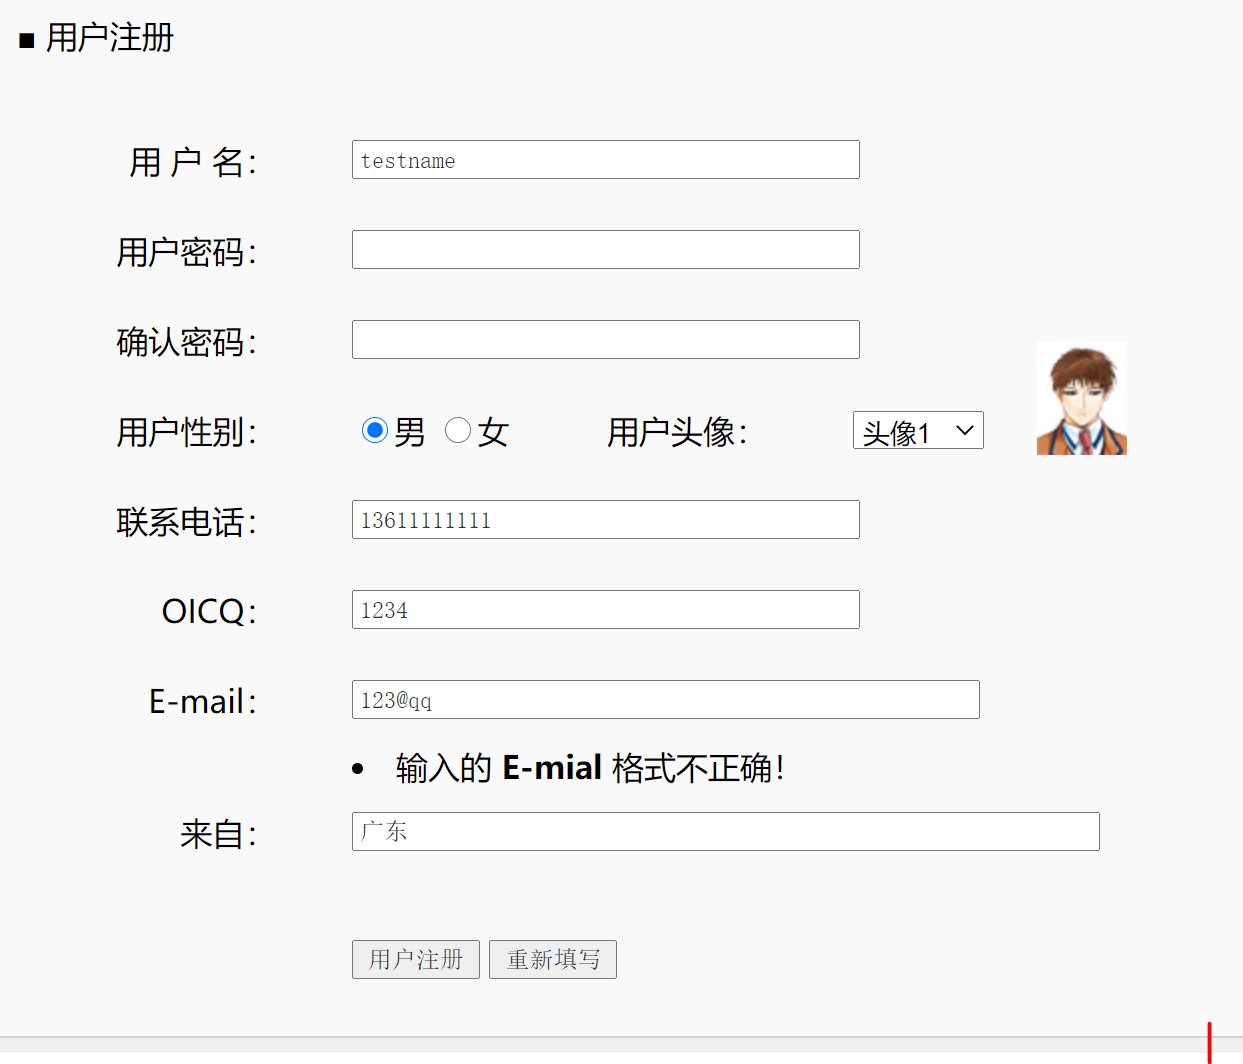 ■ 用户注册
用 户 名： testname
用户密码：
确认密码：
用户性别： 男 女 用户头像： 头像1
联系电话： 13611111111
OICQ： 1234
E-mail： 123@qq
• 输入的 E-mial 格式不正确！
来自： 广东
用户注册 重新填写